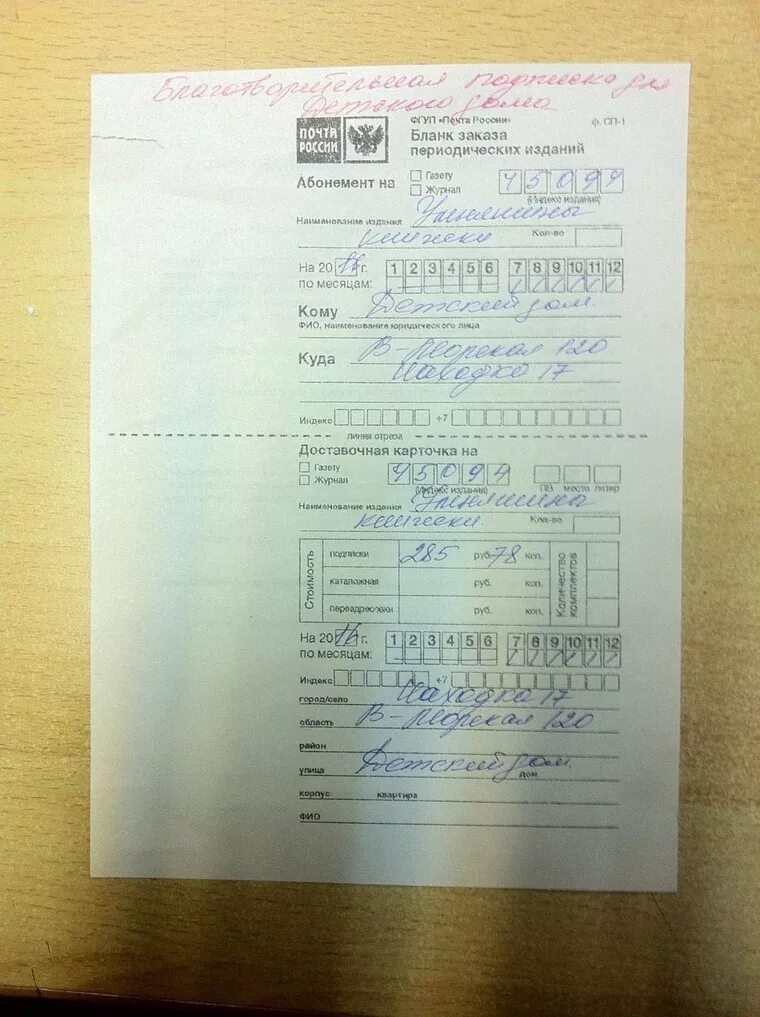 Благотворительная подписка для
Детского дома
ПОЧТА РОССИИ
ФГУП «Почта России» ф. СП-1
Бланк заказа
периодических изданий
Абонемент на
Газету
Журнал
(Индекс издания)
Наименование издания
книжки Кол-во
На 20 г. 1 2 3 4 5 6 7 8 9 10 11 12
по месяцам:
Кому Детский дом
ФИО, наименование юридического лица
Куда В-Морская 120
Находка 17
Индекс +7
линия отреза
Доставочная карточка на
Газету
Журнал 45094
(Индекс издания) ПВ место литер
Наименование издания
книжки Кол-во
Стоимость
подписки 285 руб. 78 коп.
каталожная руб. коп.
переадресовки руб. коп.
Количество комплектов
На 20 г. 1 2 3 4 5 6 7 8 9 10 11 12
по месяцам:
Индекс +7
город/село Находка 17
область В-Морская 120
район
улица Детский дом
дом
корпус квартира
ФИО